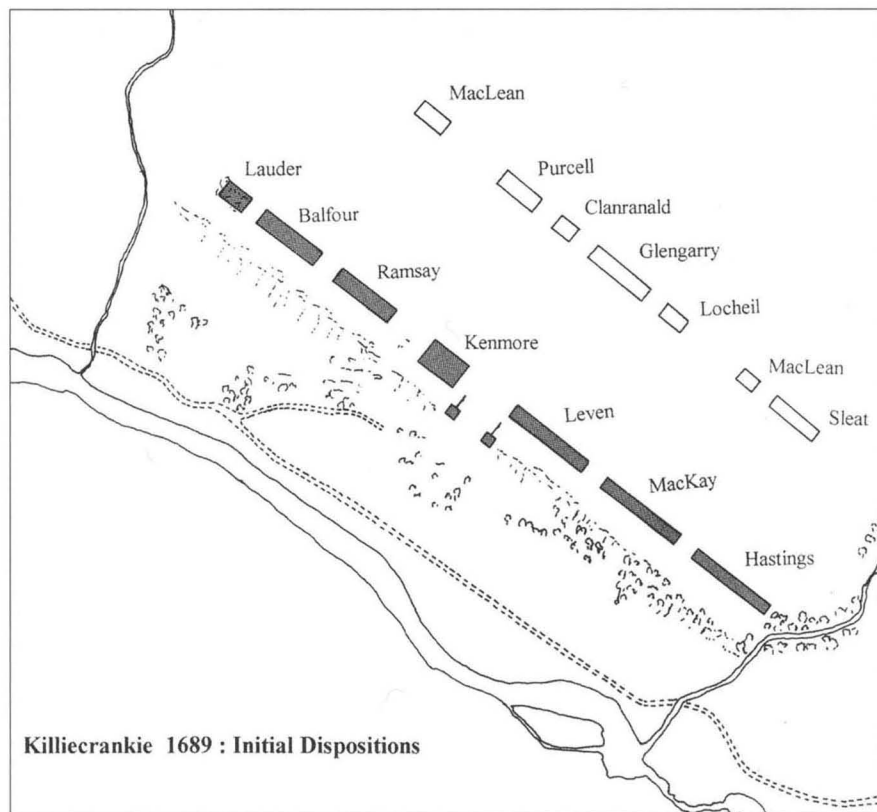 MacLean
Purcell
Clanranald
Glengarry
Locheil
MacLean
Sleat
Lauder
Balfour
Ramsay
Kenmore
Leven
MacKay
Hastings
Killiecrankie 1689 : Initial Dispositions